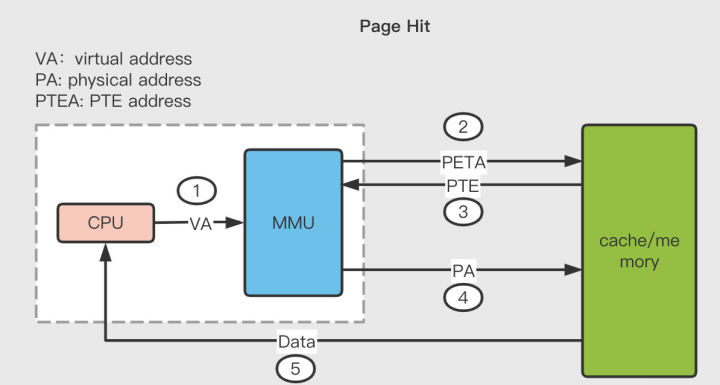 Page Hit
VA: virtual address
PA: physical address
PTEA: PTE address
2
PETA
1
PTE
CPU
VA
MMU
3
cache/me
mory
PA
4
Data
5